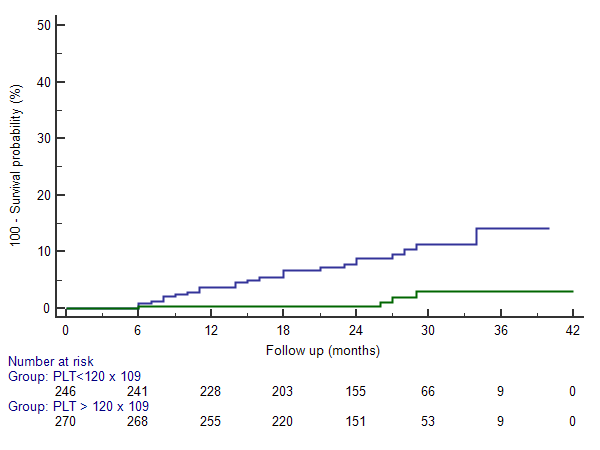 50
40
30
20
10
0
100 - Survival probability (%)
0 6 12 18 24 30 36 42
Follow up (months)
Number at risk
Group: PLT<120 x 109
246 241 228 203 155 66 9 0
Group: PLT > 120 x 109
270 268 255 220 151 53 9 0